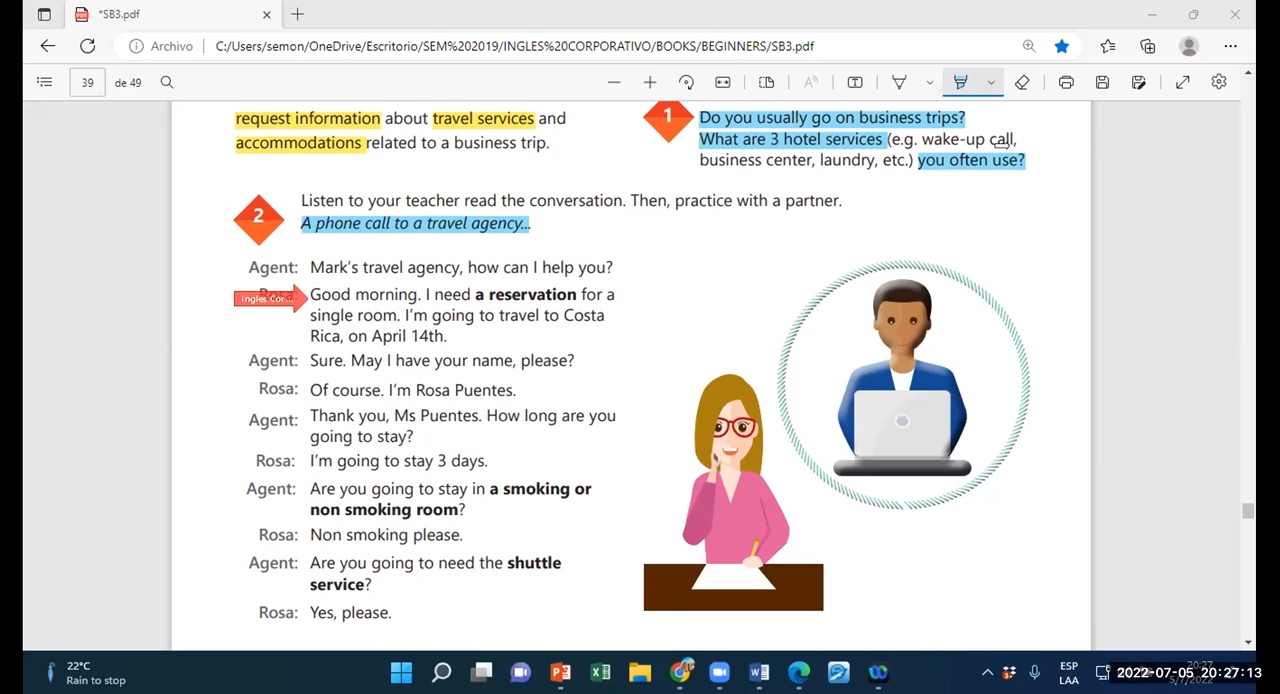 *SB3.pdf
Archivo
C:/Users/semon/OneDrive/Escritorio/SEM%202019/INGLES%20CORPORATIVO/BOOKS/BEGINNERS/SB3.pdf
39 de 49
request information about travel services and
accommodations related to a business trip.
1
Do you usually go on business trips?
What are 3 hotel services (e.g. wake-up call,
business center, laundry, etc.) you often use?
2
Listen to your teacher read the conversation. Then, practice with a partner.
A phone call to a travel agency...
Agent: Mark's travel agency, how can I help you?
Ingles Cor...
Rosa: Good morning. I need a reservation for a
single room. I'm going to travel to Costa
Rica, on April 14th.
Agent: Sure. May I have your name, please?
Rosa: Of course. I'm Rosa Puentes.
Agent: Thank you, Ms Puentes. How long are you
going to stay?
Rosa: I'm going to stay 3 days.
Agent: Are you going to stay in a smoking or
non smoking room?
Rosa: Non smoking please.
Agent: Are you going to need the shuttle
service?
Rosa: Yes, please.
22°C
Rain to stop
ESP
LAA
2022-07-05 20:27:13